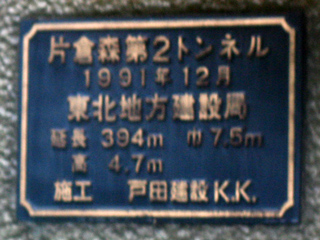 片倉森第2トンネル
1991年12月
東北地方建設局
延長 394m 巾7.5m
高 4.7m
施工 戸田建設K.K.